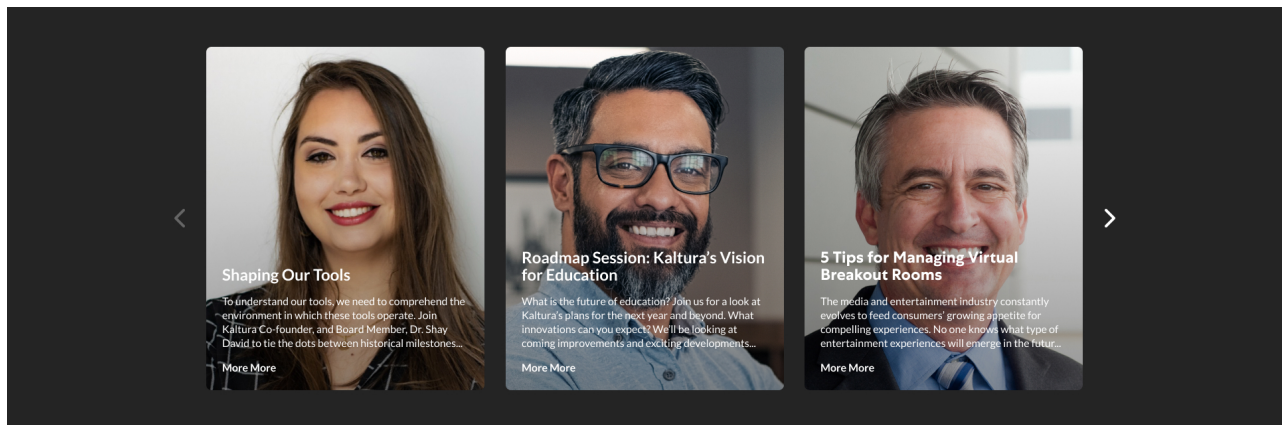 Shaping Our Tools
To understand our tools, we need to comprehend the
environment in which these tools operate. Join
Kaltura Co-founder, and Board Member, Dr. Shay
David to tie the dots between historical milestones...
More More
Roadmap Session: Kaltura's Vision
for Education
What is the future of education? Join us for a look at
Kaltura's plans for the next year and beyond. What
innovations can you expect? We'll be looking at
coming improvements and exciting developments...
More More
5 Tips for Managing Virtual
Breakout Rooms
The media and entertainment industry constantly
evolves to feed consumers' growing appetite for
compelling experiences. No one knows what type of
entertainment experiences will emerge in the futur...
More More